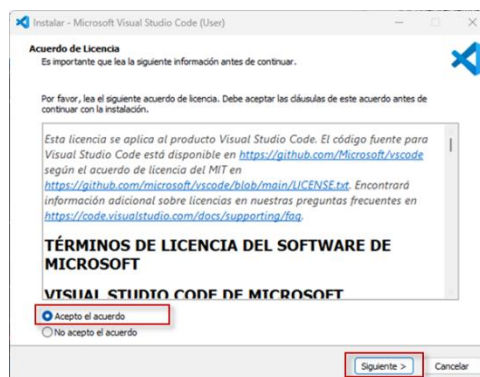 Instalar - Microsoft Visual Studio Code (User)
Acuerdo de Licencia
Es importante que lea la siguiente información antes de continuar.
Por favor, lea el siguiente acuerdo de licencia. Debe aceptar las cláusulas de este acuerdo antes de
continuar con la instalación.
Esta licencia se aplica al producto Visual Studio Code. El código fuente para
Visual Studio Code está disponible en https://github.com/Microsoft/vscode
según el acuerdo de licencia del MIT en
https://github.com/microsoft/vscode/blob/main/LICENSE.txt. Encontrará
información adicional sobre licencias en nuestras preguntas frecuentes en
https://code.visualstudio.com/docs/supporting/faq.
TÉRMINOS DE LICENCIA DEL SOFTWARE DE
MICROSOFT
VISUAL STUDIO CODE DE MICROSOFT
Acepto el acuerdo
No acepto el acuerdo
Siguiente >
Cancelar